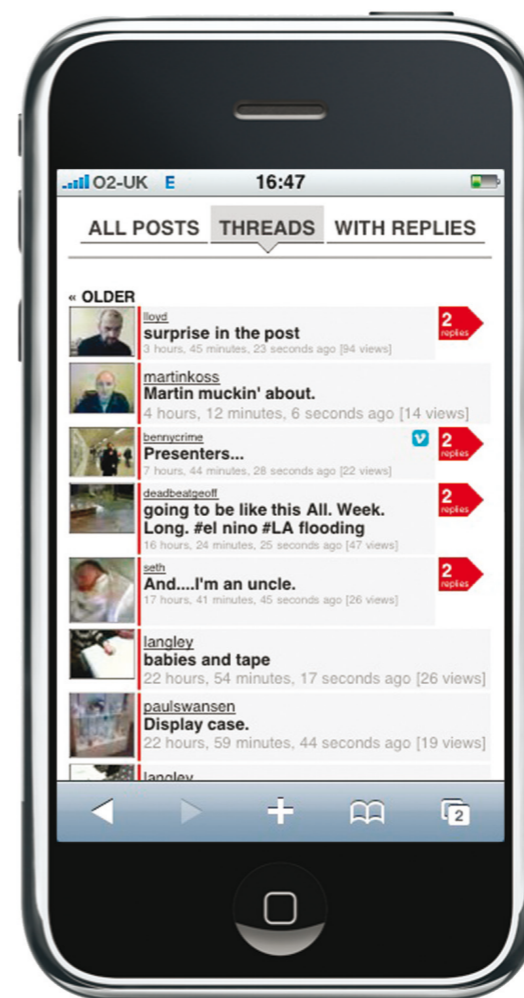 O2-UK E 16:47
ALL POSTS THREADS WITH REPLIES
« OLDER
lloyd
surprise in the post
3 hours, 45 minutes, 23 seconds ago [94 views]
2
replies
martinkoss
Martin muckin' about.
4 hours, 12 minutes, 6 seconds ago [14 views]
bennycrime
Presenters...
7 hours, 44 minutes, 28 seconds ago [22 views]
v
2
replies
deadbeatgeoff
going to be like this All. Week.
Long. #el nino #LA flooding
16 hours, 24 minutes, 25 seconds ago [47 views]
2
replies
seth
And....I'm an uncle.
17 hours, 41 minutes, 45 seconds ago [26 views]
2
replies
langley
babies and tape
22 hours, 54 minutes, 17 seconds ago [26 views]
paulswansen
Display case.
22 hours, 59 minutes, 44 seconds ago [19 views]
langley
2